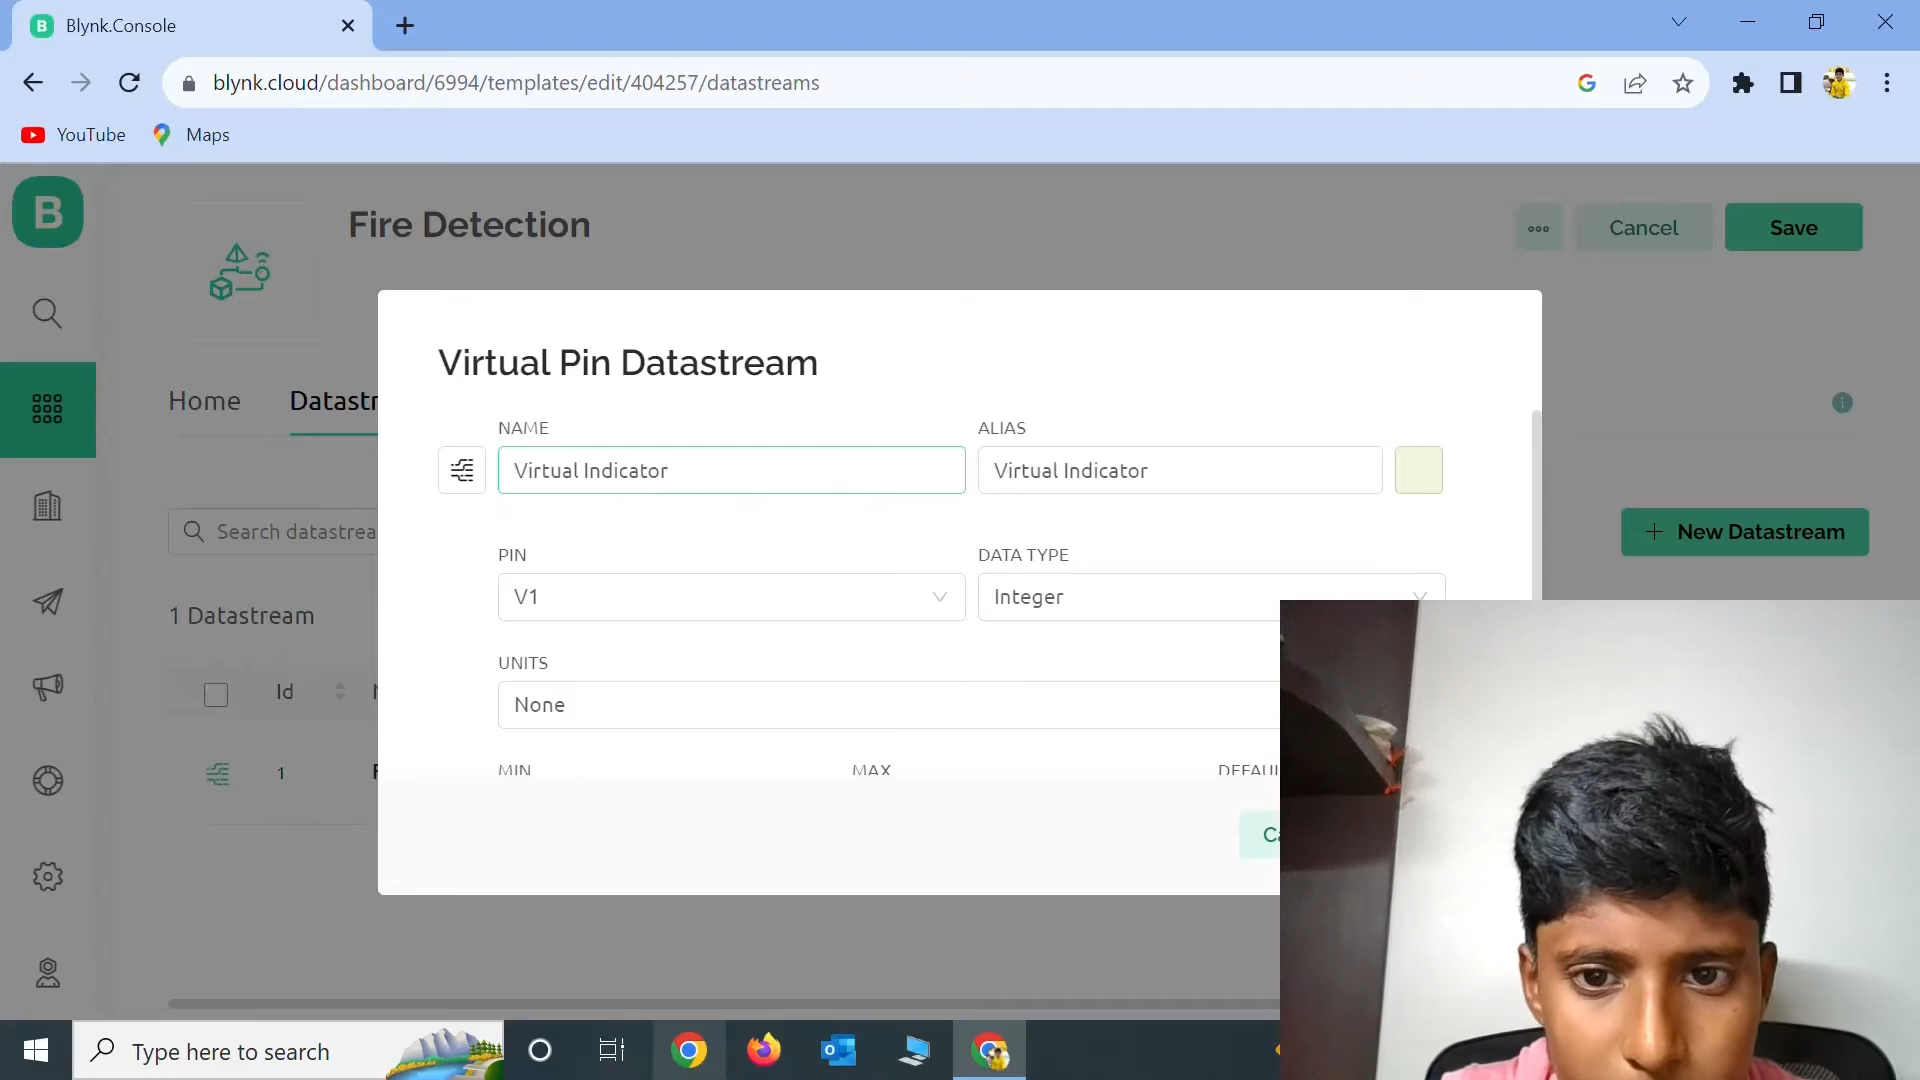 B Blynk.Console
blynk.cloud/dashboard/6994/templates/edit/404257/datastreams
YouTube Maps
B
Fire Detection
Cancel Save
Home Datastr
Search datastrea
New Datastream
1 Datastream
Id
1
Virtual Pin Datastream
NAME ALIAS
Virtual Indicator Virtual Indicator
PIN DATA TYPE
V1 Integer
UNITS
None
MIN MAX DEFAUL
Ca
Type here to search